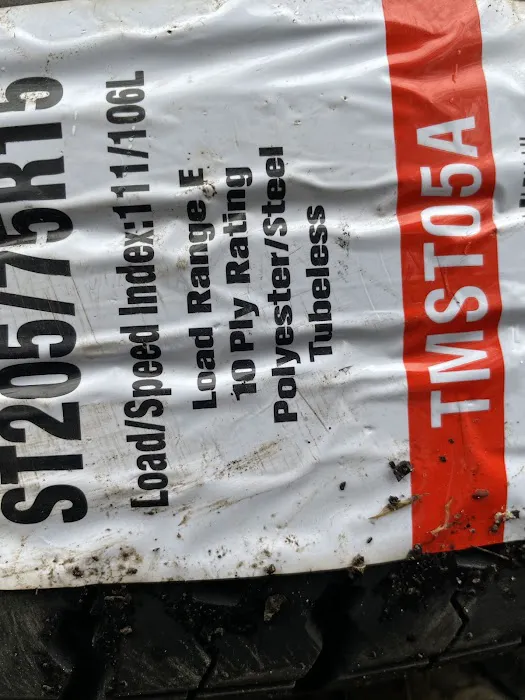 TMST05A
ST205/75R15
Load/Speed Index:111/106L
Load Range E
10 Ply Rating
Polyester/Steel
Tubeless